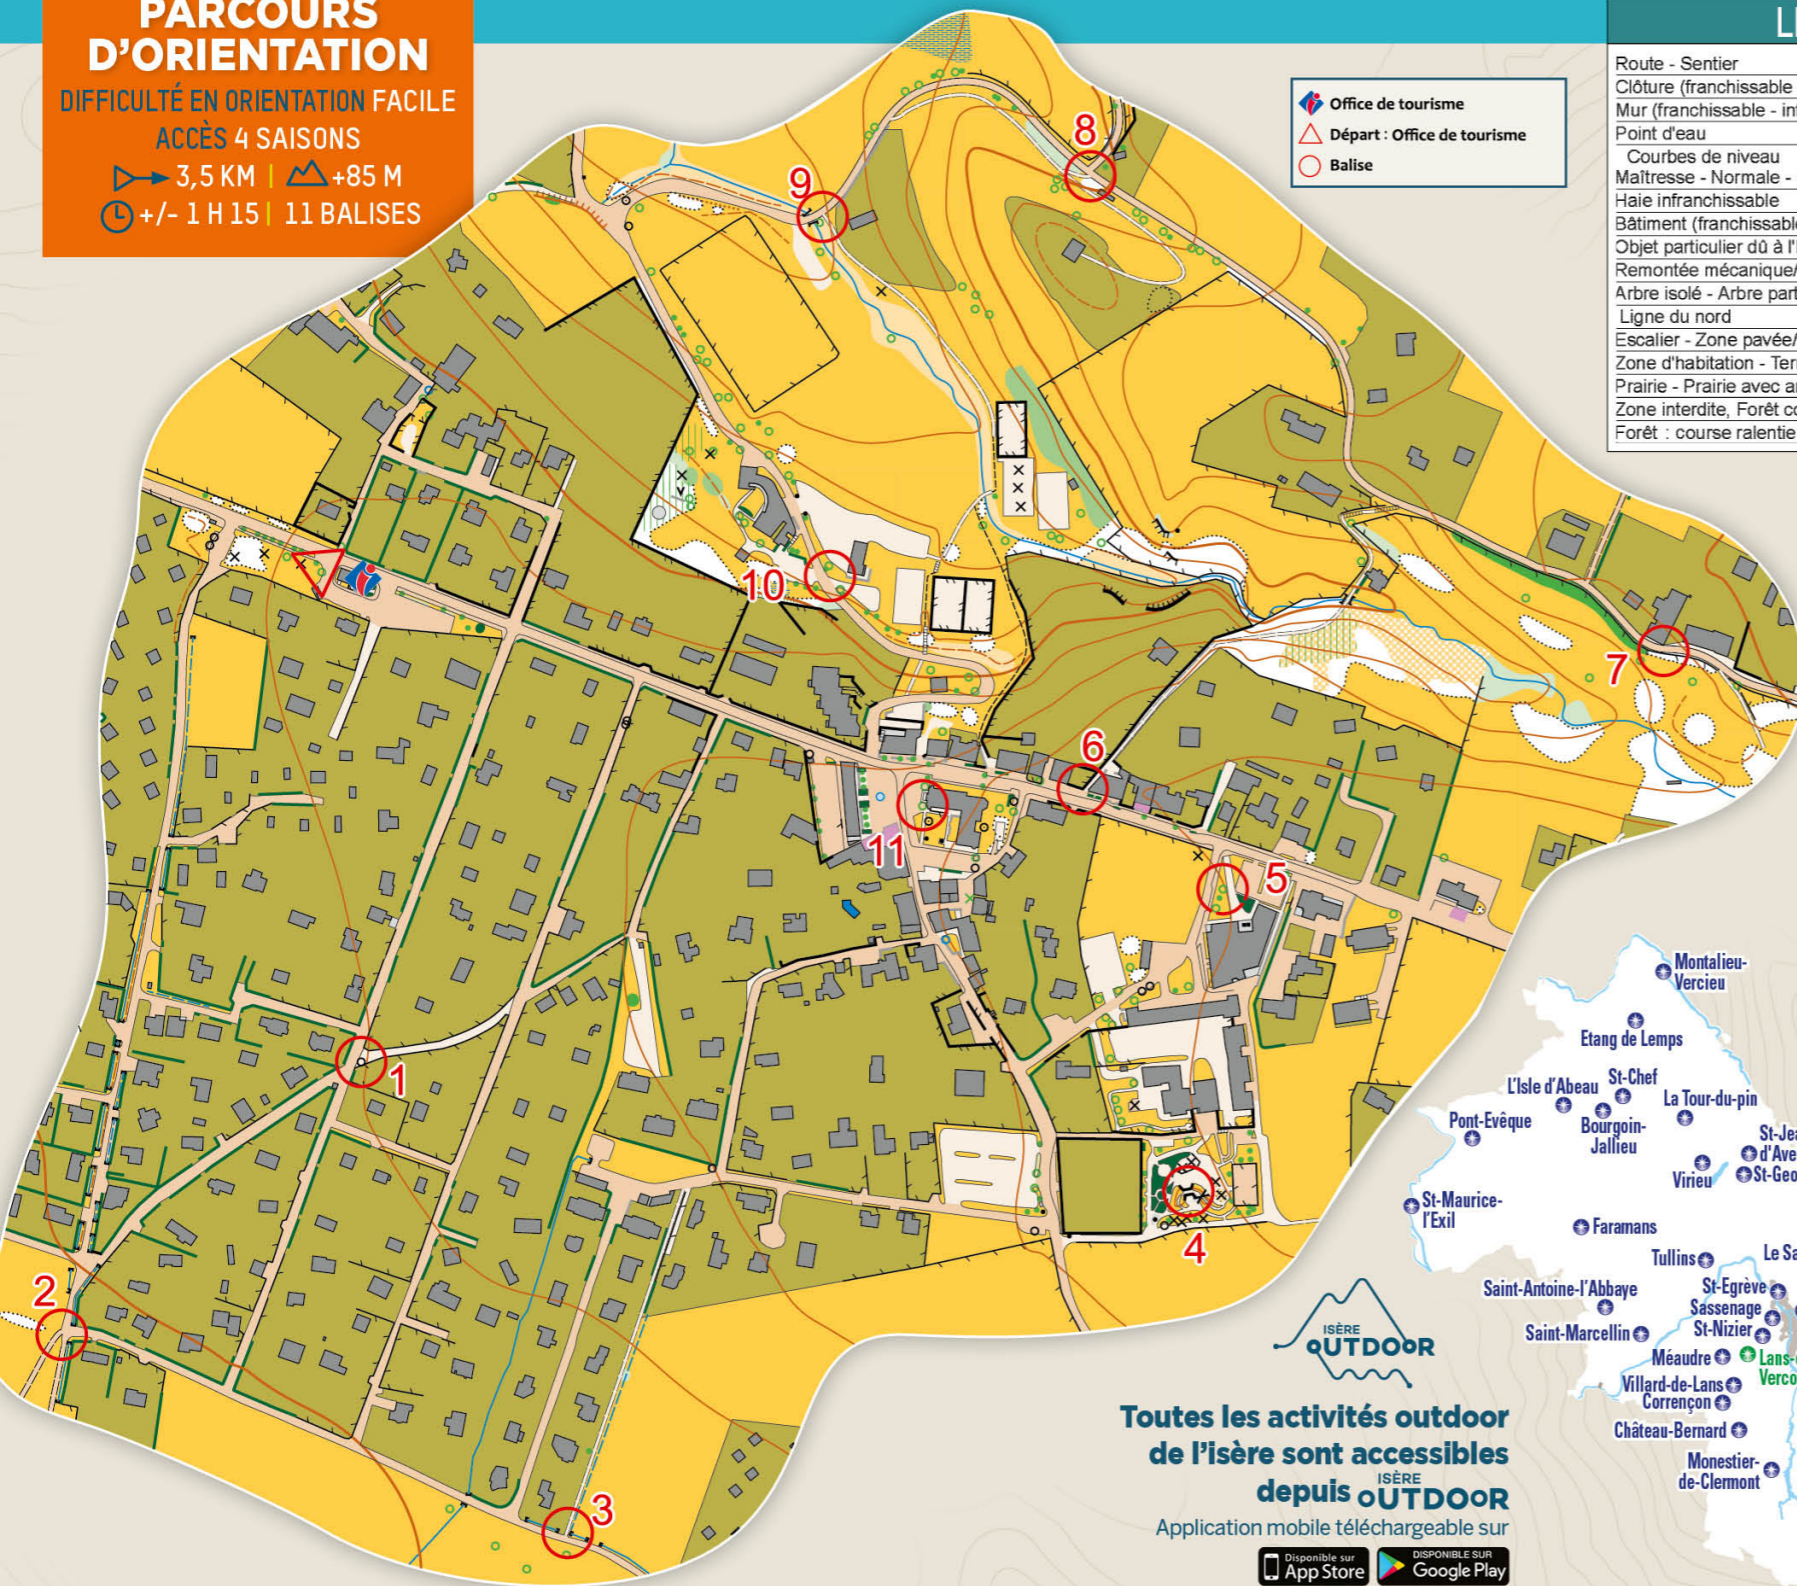 PARCOURS
D'ORIENTATION
DIFFICULTÉ EN ORIENTATION FACILE
ACCÈS 4 SAISONS
3,5 KM | +85 M
+/- 1 H 15 | 11 BALISES
Office de tourisme
Départ : Office de tourisme
Balise
Route - Sentier
Clôture (franchissable
Mur (franchissable -
Point d'eau
Courbes de niveau
Maîtresse - Normale -
Haie infranchissable
Bâtiment
Objet particulier dû à
Remontée mécanique/
Arbre isolé - Arbre
Ligne du nord
Escalier - Zone pavée/
Zone d'habitation -
Prairie - Prairie avec
Zone interdite, Forêt
Forêt : course ralentie
8
9
10
7
6
11
5
1
4
2
3
Montalieu-
Vercieu
Etang de Lemps
L'Isle d'Abeau
St-Chef
La Tour-du-pin
Pont-Evêque
Bourgoin-
Jallieu
Virieu
St-Maurice-
l'Exil
Faramans
Tullins
Saint-Antoine-l'Abbaye
St-Egrève
Sassenage
St-Nizier
Saint-Marcellin
Méaudre
Villard-de-Lans
Corrençon
Château-Bernard
Monestier-
de-Clermont
ISÈRE
OUTDOOR
Toutes les activités outdoor
de l'isère sont accessibles
depuis ISÈRE OUTDOOR
Application mobile téléchargeable sur
Disponible sur
App Store
DISPONIBLE SUR
Google Play